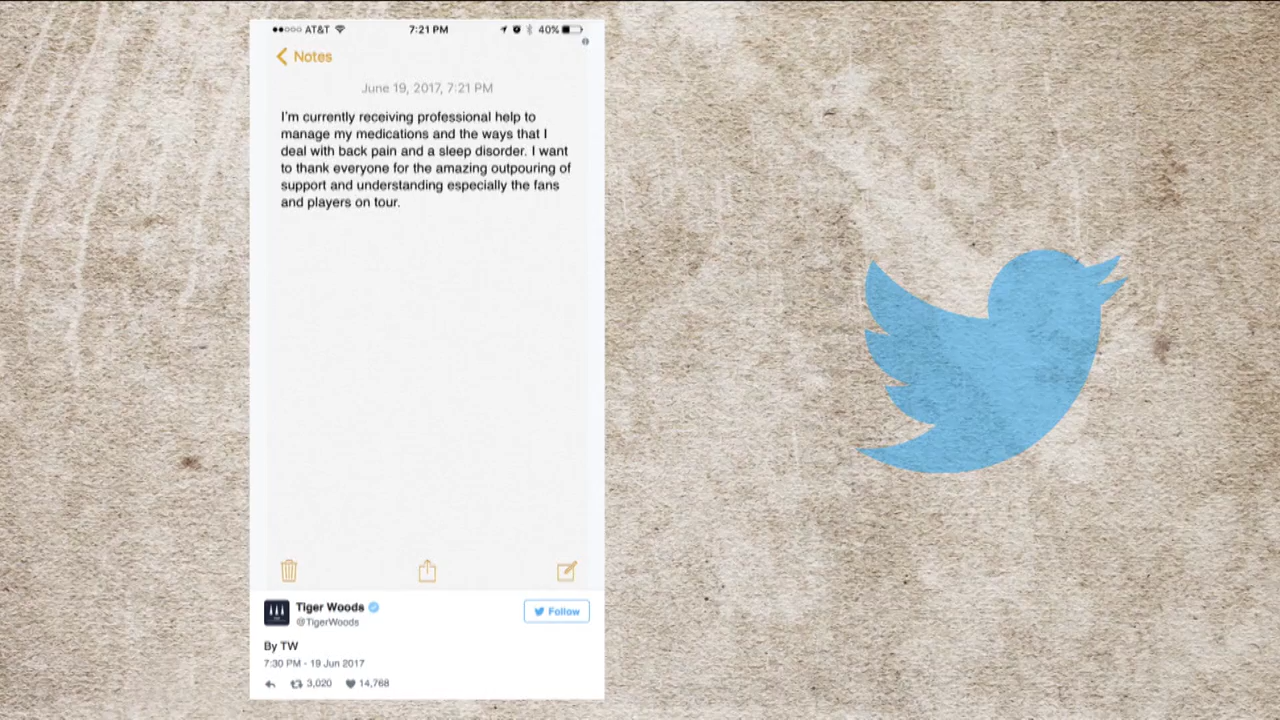 AT&T 7:21 PM 40%
Notes
June 19, 2017, 7:21 PM
I'm currently receiving professional help to
manage my medications and the ways that I
deal with back pain and a sleep disorder. I want
to thank everyone for the amazing outpouring of
support and understanding especially the fans
and players on tour.
Tiger Woods
@TigerWoods
Follow
By TW
7:30 PM - 19 Jun 2017
3,020 14,768